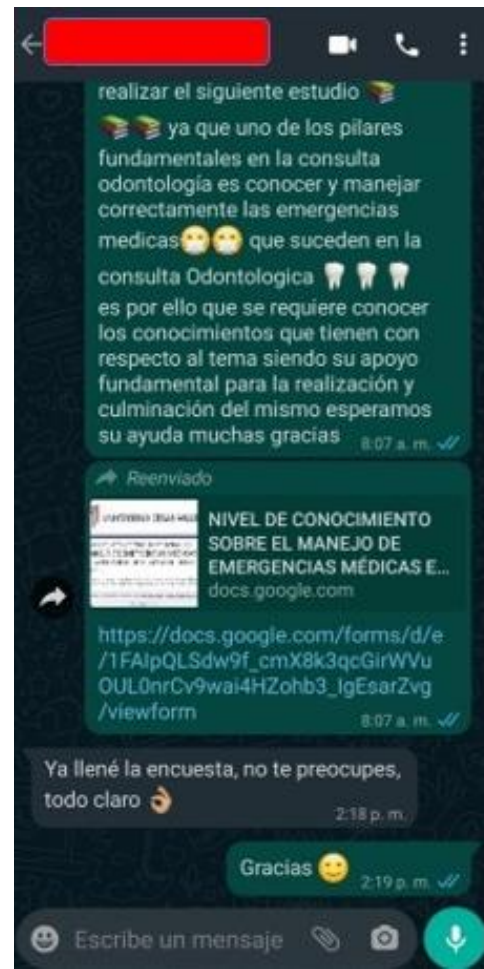 realizar el siguiente estudio 📚
📚📚 ya que uno de los pilares
fundamentales en la consulta
odontología es conocer y manejar
correctamente las emergencias
medicas😷😷 que suceden en la
consulta Odontologica 🦷🦷🦷
es por ello que se requiere conocer
los conocimientos que tienen con
respecto al tema siendo su apoyo
fundamental para la realización y
culminación del mismo esperamos
su ayuda muchas gracias 8:07 a. m.
Reenviado
NIVEL DE CONOCIMIENTO
SOBRE EL MANEJO DE
EMERGENCIAS MÉDICAS E...
docs.google.com
https://docs.google.com/forms/d/e
/1FAIpQLSdw9f_cmX8k3qcGirWVu
OUL0nrCv9wai4HZohb3_IgEsarZvg
/viewform 8:07 a. m.
Ya llené la encuesta, no te preocupes,
todo claro 👌🏼 2:18 p. m.
Gracias 🙂 2:19 p. m.
Escribe un mensaje